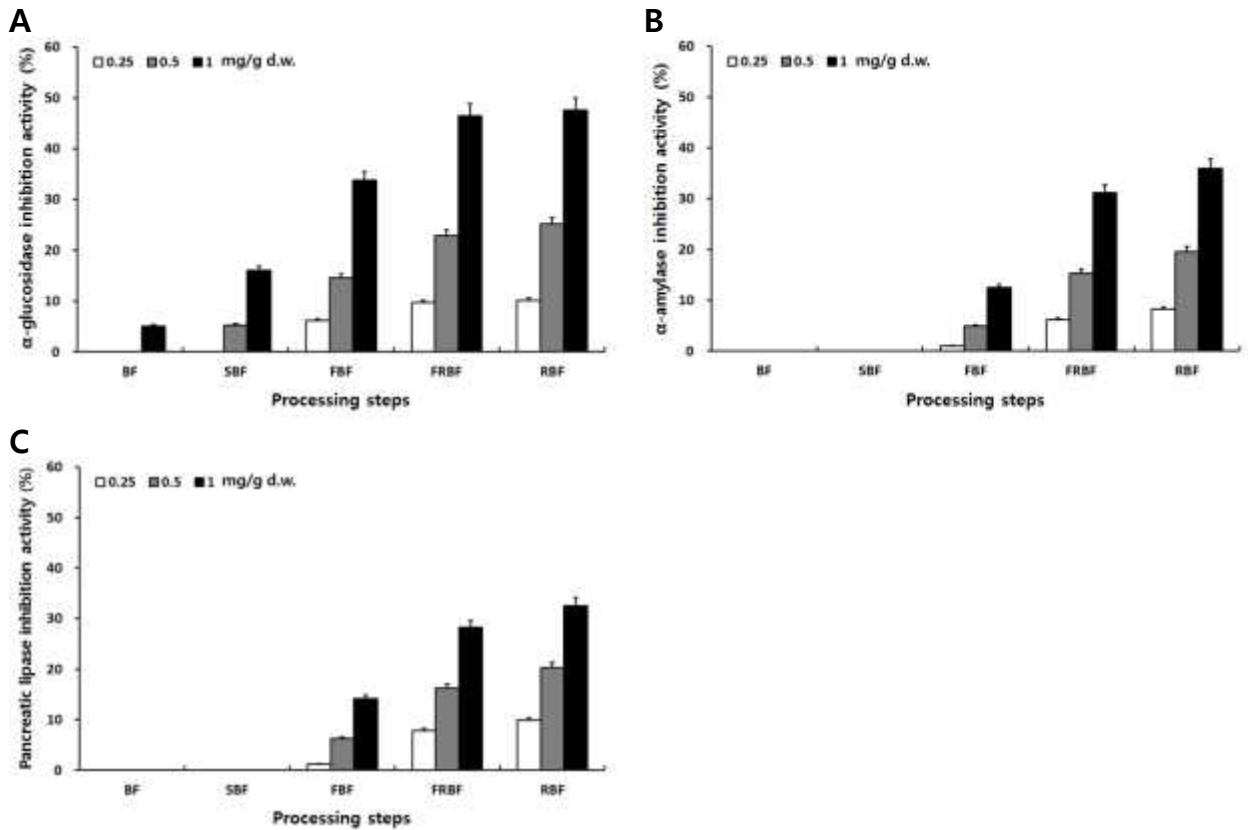 A
α-glucosidase inhibition activity (%)
60
50
40
30
20
10
0
0.25 0.5 1 mg/g d.w.
BF SBF FBF FRBF RBF
Processing steps
B
α-amylase inhibition activity (%)
60
50
40
30
20
10
0
0.25 0.5 1 mg/g d.w.
BF SBF FBF FRBF RBF
Processing steps
C
Pancreatic lipase inhibition activity (%)
60
50
40
30
20
10
0
0.25 0.5 1 mg/g d.w.
BF SBF FBF FRBF RBF
Processing steps